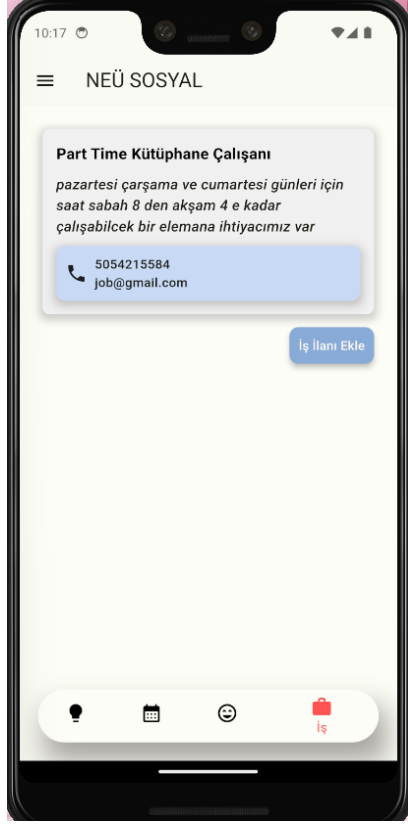 10:17
NEÜ SOSYAL
Part Time Kütüphane Çalışanı
pazartesi çarşama ve cumartesi günleri için
saat sabah 8 den akşam 4 e kadar
çalışabilcek bir elemana ihtiyacımız var
5054215584
job@gmail.com
İş İlanı Ekle
İş